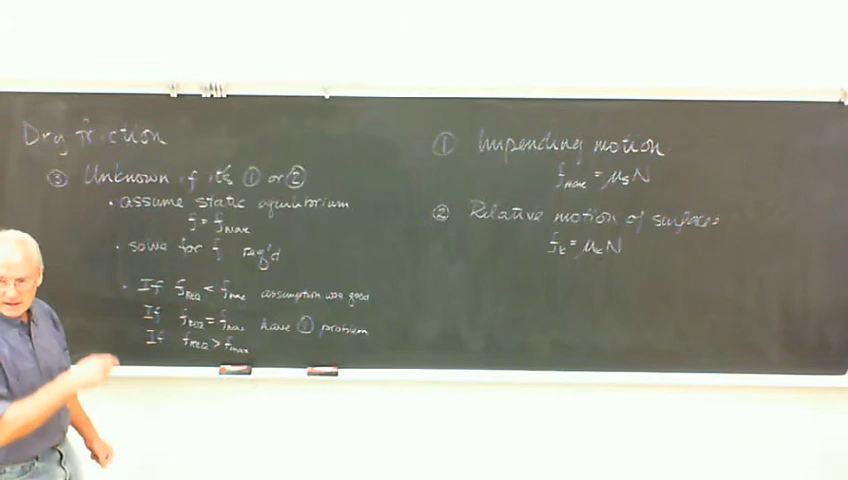 Dry friction
③ Unknown if it's ① or ②
• assume static equilibrium
f = fmax
• solve for f req'd
• If fREQ < fmax assumption was good
If fREQ = fmax have ① problem
If fREQ > fmax
① Impending motion
fmax = μsN
② Relative motion of surfaces
fk = μkN